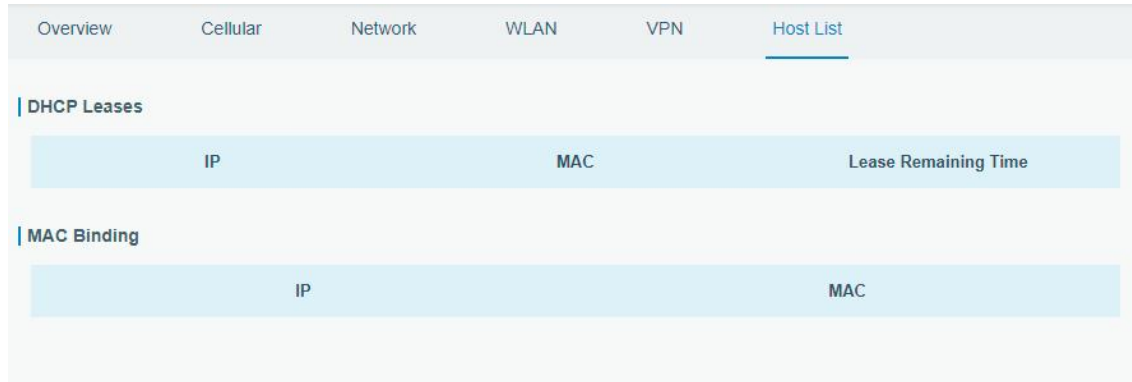 Overview Cellular Network WLAN VPN Host List
DHCP Leases
IP MAC Lease Remaining Time
MAC Binding
IP MAC